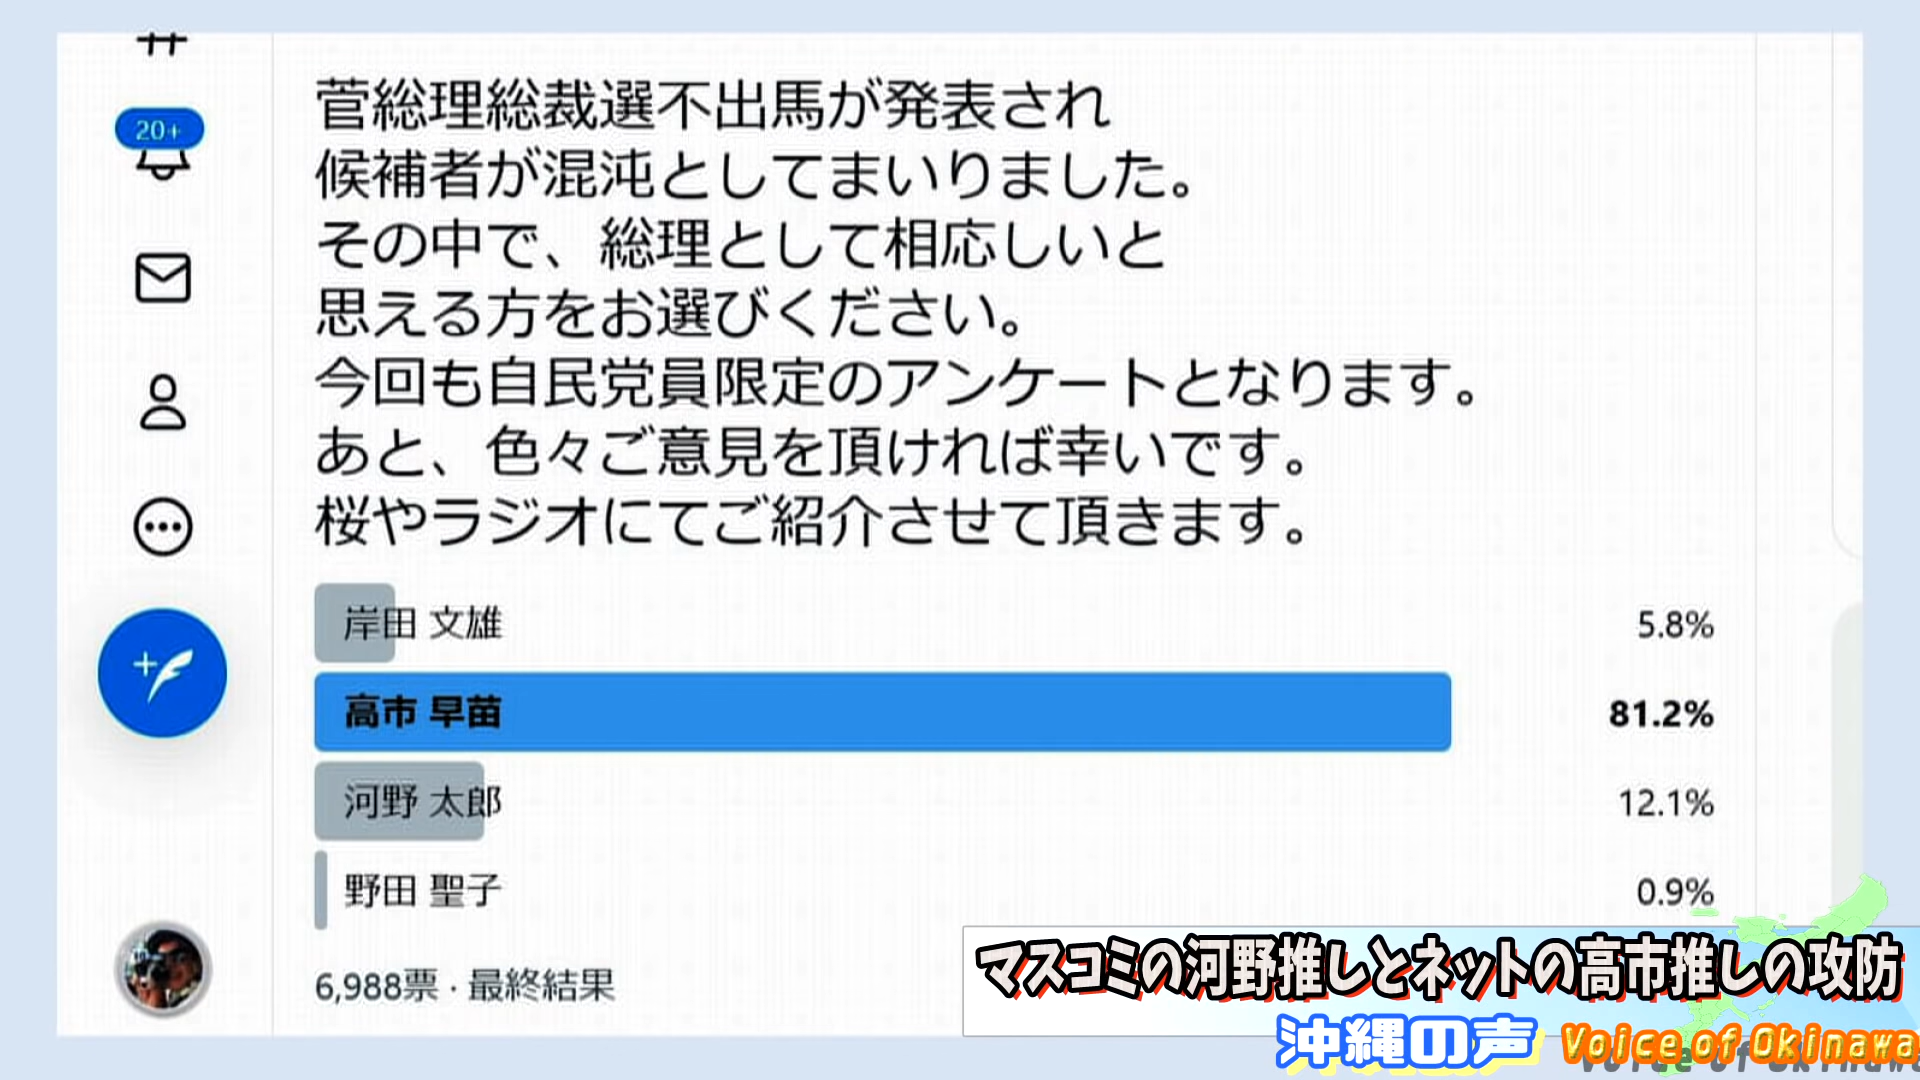 20+
菅総理総裁選不出馬が発表され
候補者が混沌としてまいりました。
その中で、総理として相応しいと
思える方をお選びください。
今回も自民党員限定のアンケートとなります。
あと、色々ご意見を頂ければ幸いです。
桜やラジオにてご紹介させて頂きます。
岸田 文雄 5.8%
高市 早苗 81.2%
河野 太郎 12.1%
野田 聖子 0.9%
6,988票 · 最終結果
マスコミの河野推しとネットの高市推しの攻防
沖縄の声 Voice of Okinawa